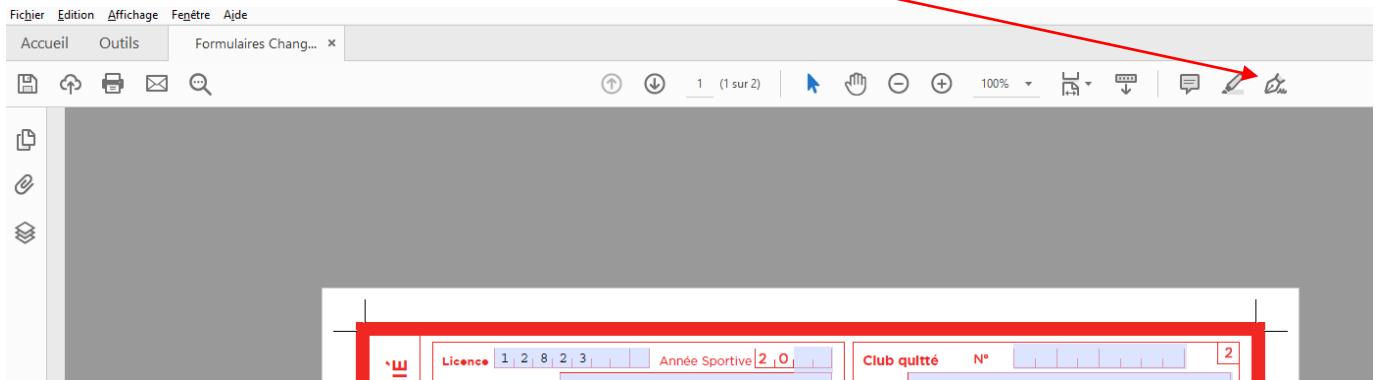 Fichier Edition Affichage Fenêtre Aide
Accueil Outils Formulaires Chang... ×
1 (1 sur 2) 100%
Licence 1 2 8 2 3 Année Sportive 2 0 Club quitté N° 2